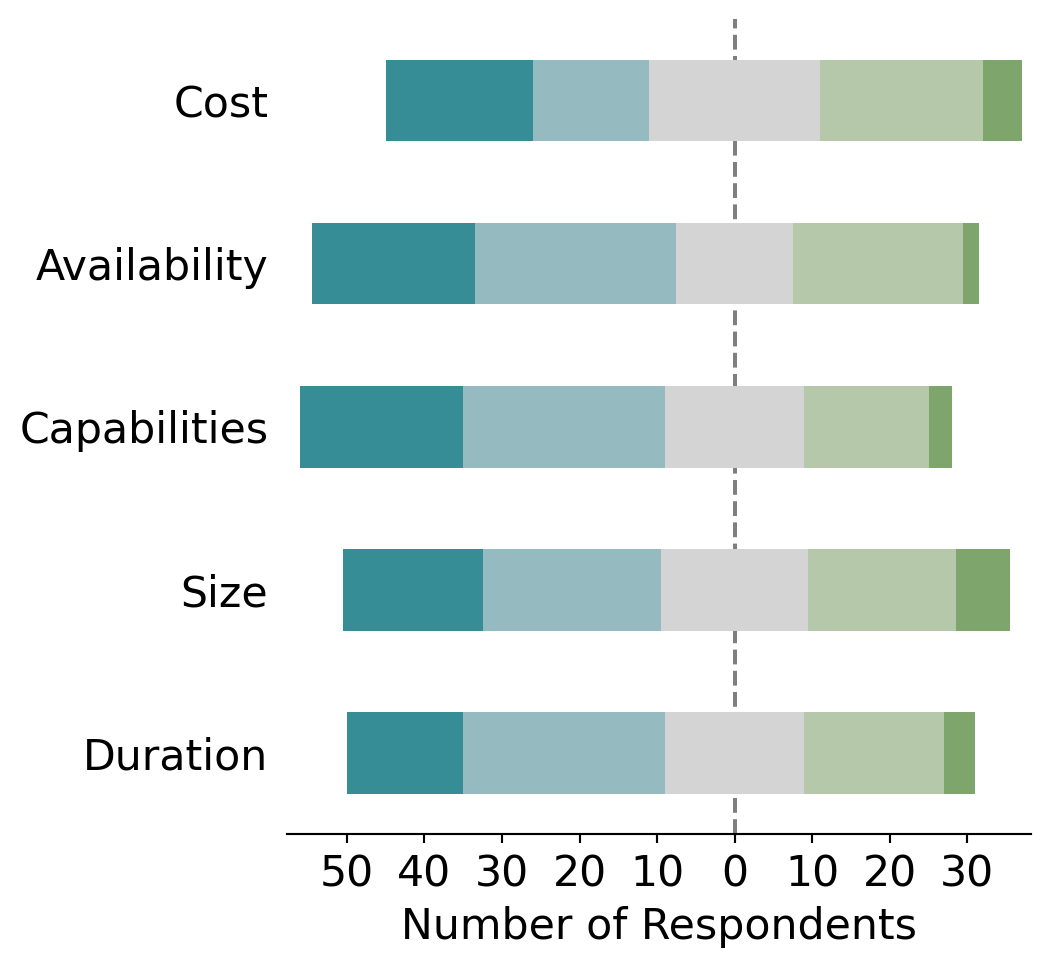 Cost
Availability
Capabilities
Size
Duration
50 40 30 20 10 0 10 20 30
Number of Respondents